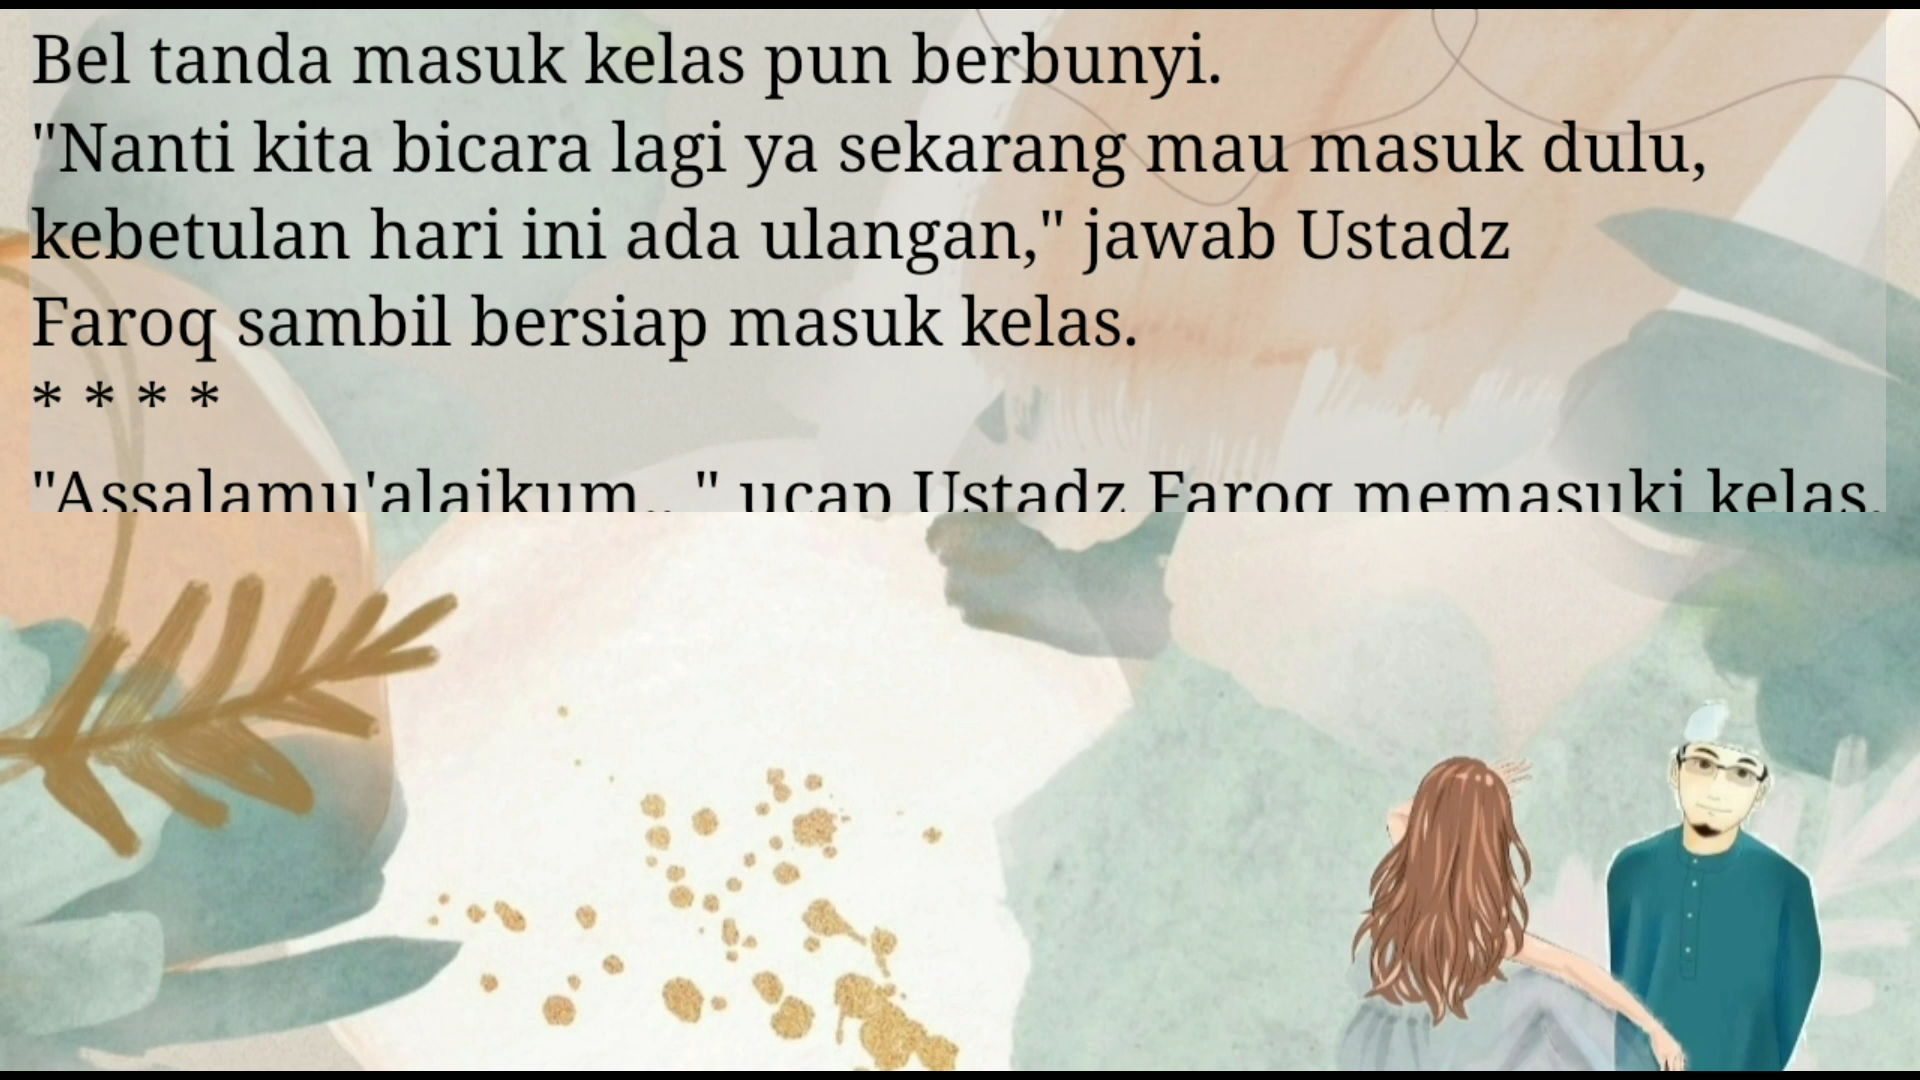 Bel tanda masuk kelas pun berbunyi.
"Nanti kita bicara lagi ya sekarang mau masuk dulu,
kebetulan hari ini ada ulangan," jawab Ustadz
Faroq sambil bersiap masuk kelas.
* * * *
"Assalamu'alaikum.. " ucap Ustadz Faroq memasuki kelas.